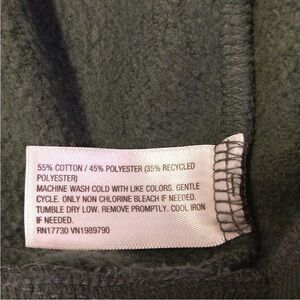 55% COTTON / 45% POLYESTER (35% RECYCLED
POLYESTER)
MACHINE WASH COLD WITH LIKE COLORS. GENTLE
CYCLE. ONLY NON CHLORINE BLEACH IF NEEDED.
TUMBLE DRY LOW. REMOVE PROMPTLY. COOL IRON
IF NEEDED.
RN17730 VN1989790